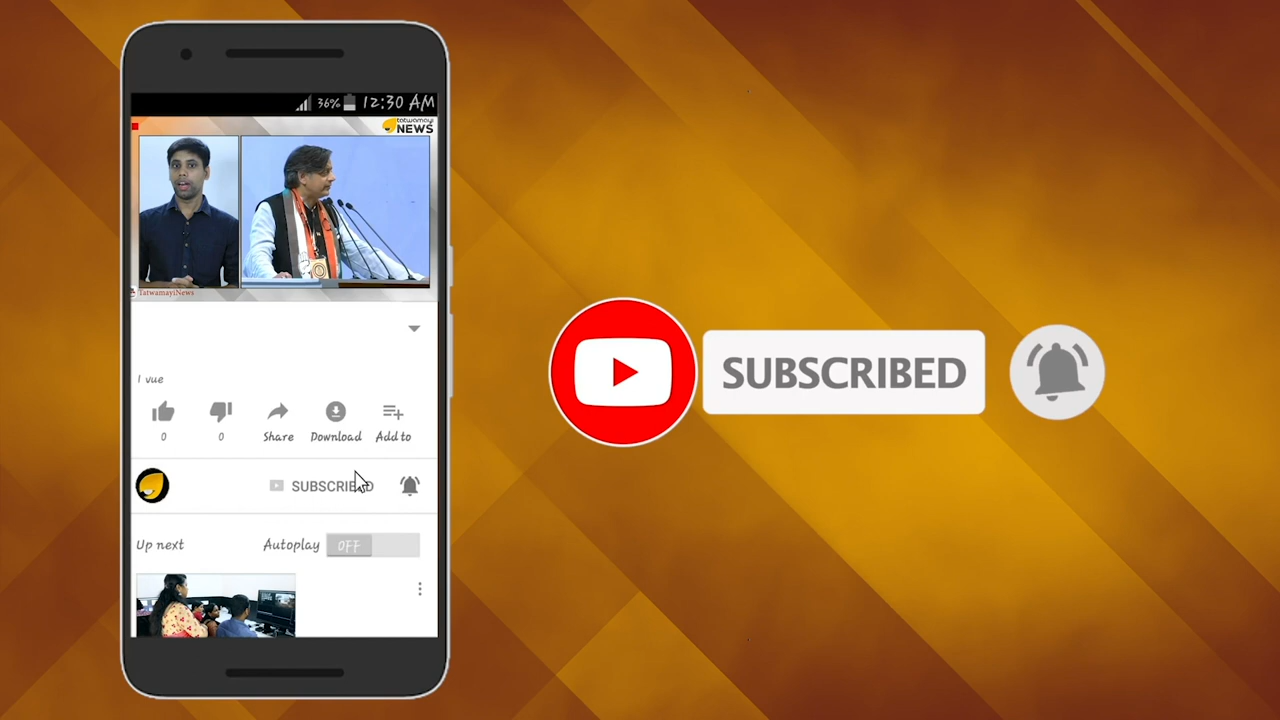 36% 12:30 AM
tatwamayi
NEWS
TatwamayiNews
1 vue
0 0 Share Download Add to
SUBSCRIBED
Up next Autoplay OFF
SUBSCRIBED